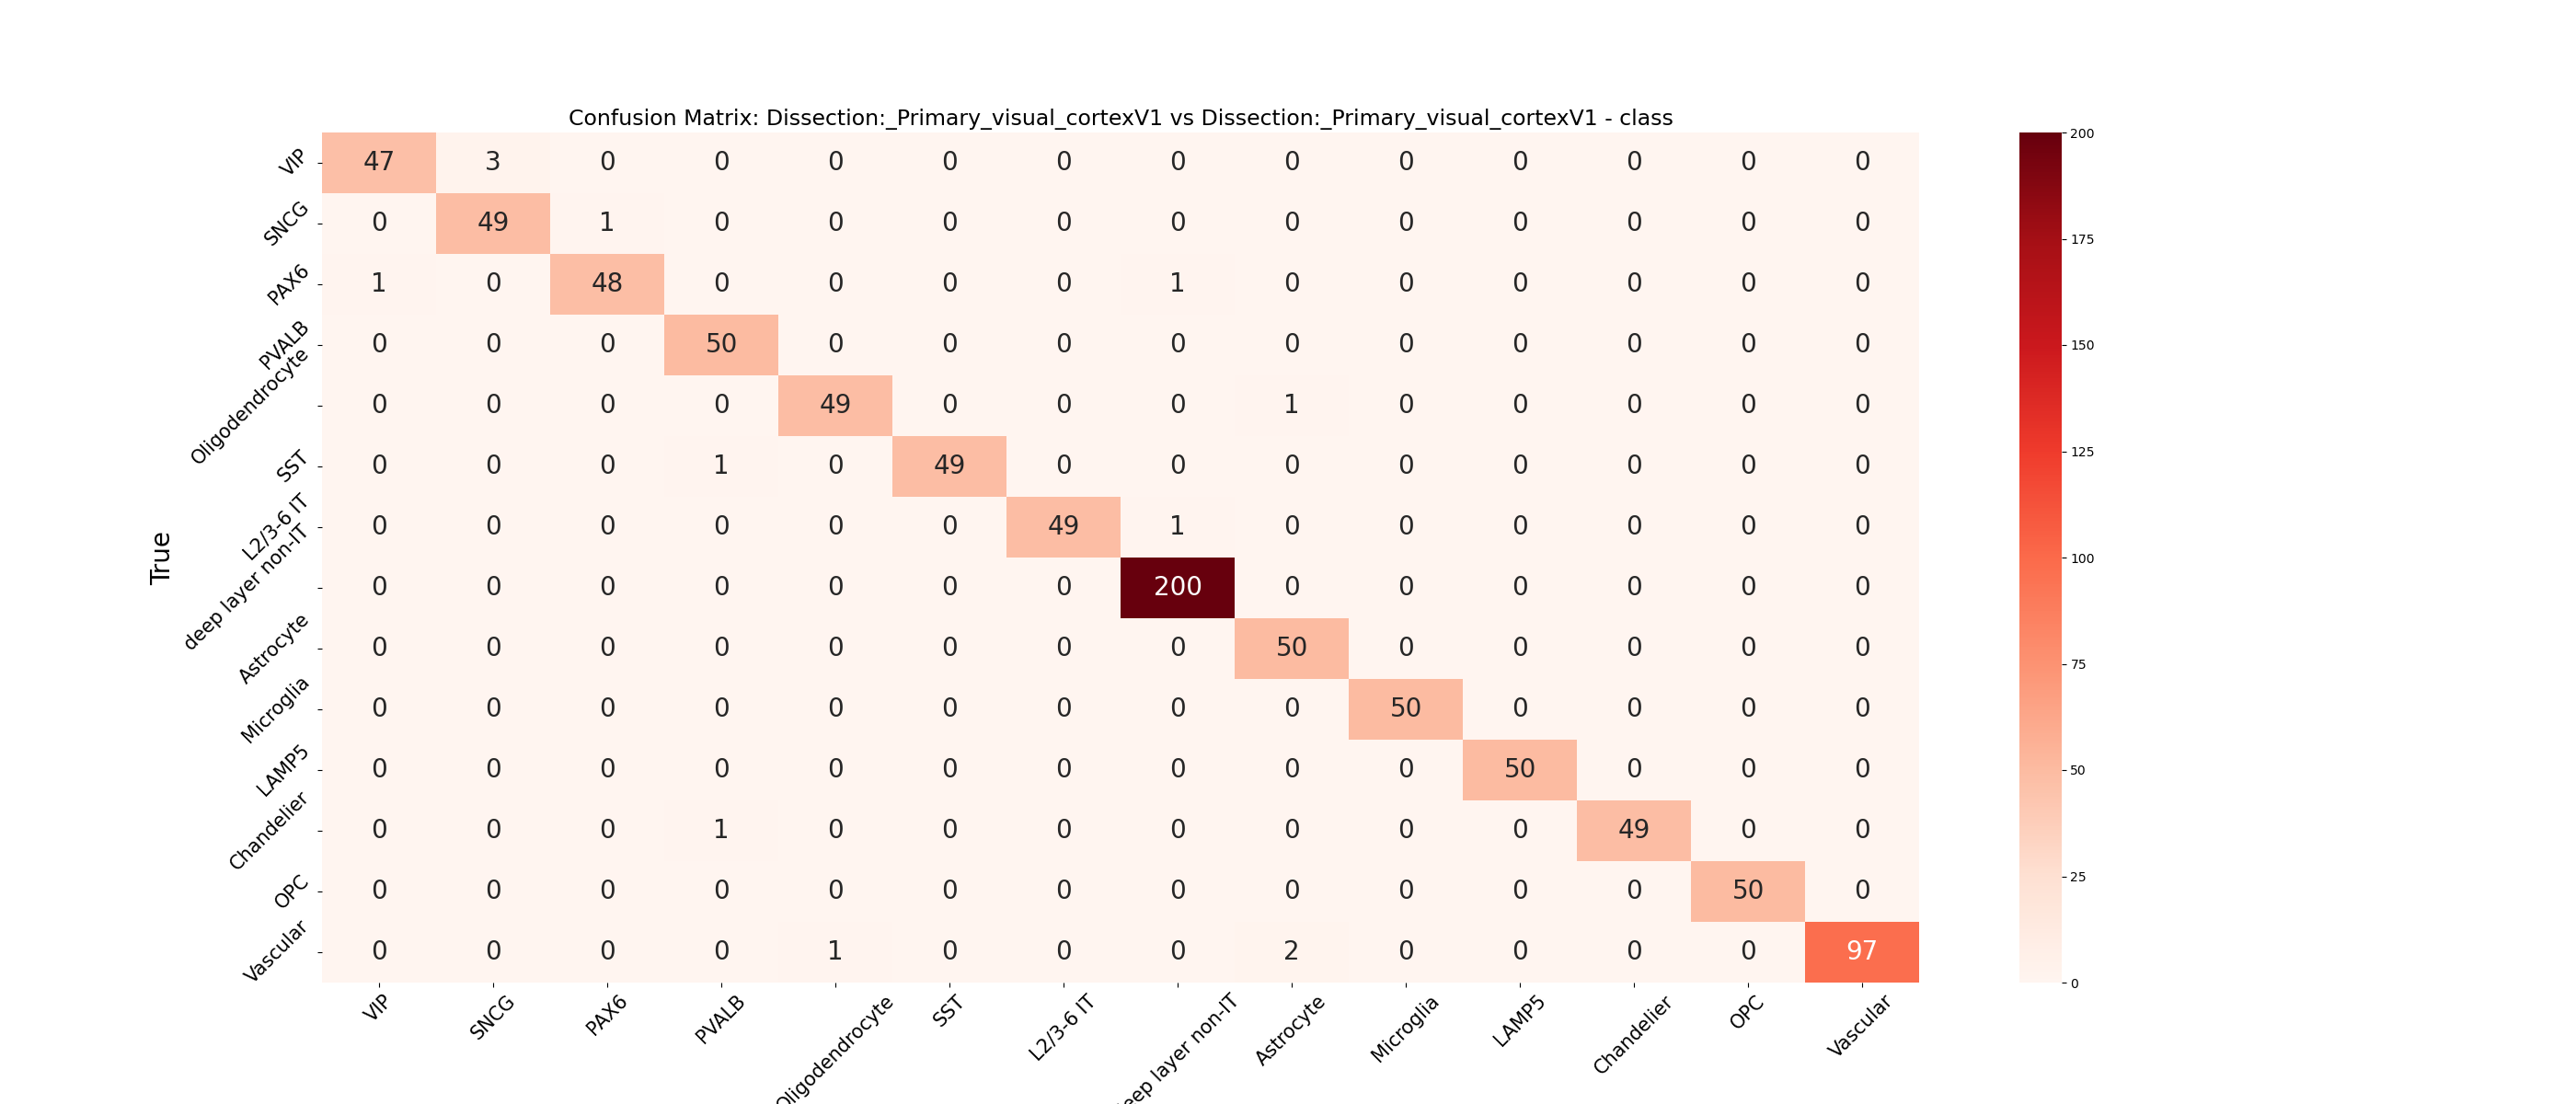 Confusion Matrix: Dissection:_Primary_visual_cortexV1 vs Dissection:_Primary_visual_cortexV1 - class
True
VIP 47 3 0 0 0 0 0 0 0 0 0 0 0 0
SNCG 0 49 1 0 0 0 0 0 0 0 0 0 0 0
PAX6 1 0 48 0 0 0 0 1 0 0 0 0 0 0
PVALB 0 0 0 50 0 0 0 0 0 0 0 0 0 0
Oligodendrocyte 0 0 0 0 49 0 0 0 1 0 0 0 0 0
SST 0 0 0 1 0 49 0 0 0 0 0 0 0 0
L2/3-6 IT 0 0 0 0 0 0 49 1 0 0 0 0 0 0
deep layer non-IT 0 0 0 0 0 0 0 200 0 0 0 0 0 0
Astrocyte 0 0 0 0 0 0 0 0 50 0 0 0 0 0
Microglia 0 0 0 0 0 0 0 0 0 50 0 0 0 0
LAMP5 0 0 0 0 0 0 0 0 0 0 50 0 0 0
Chandelier 0 0 0 1 0 0 0 0 0 0 0 49 0 0
OPC 0 0 0 0 0 0 0 0 0 0 0 0 50 0
Vascular 0 0 0 0 1 0 0 0 2 0 0 0 0 97
VIP SNCG PAX6 PVALB Oligodendrocyte SST L2/3-6 IT layer non-IT Astrocyte Microglia LAMP5 Chandelier OPC Vascular
200
175
150
125
100
75
50
25
0